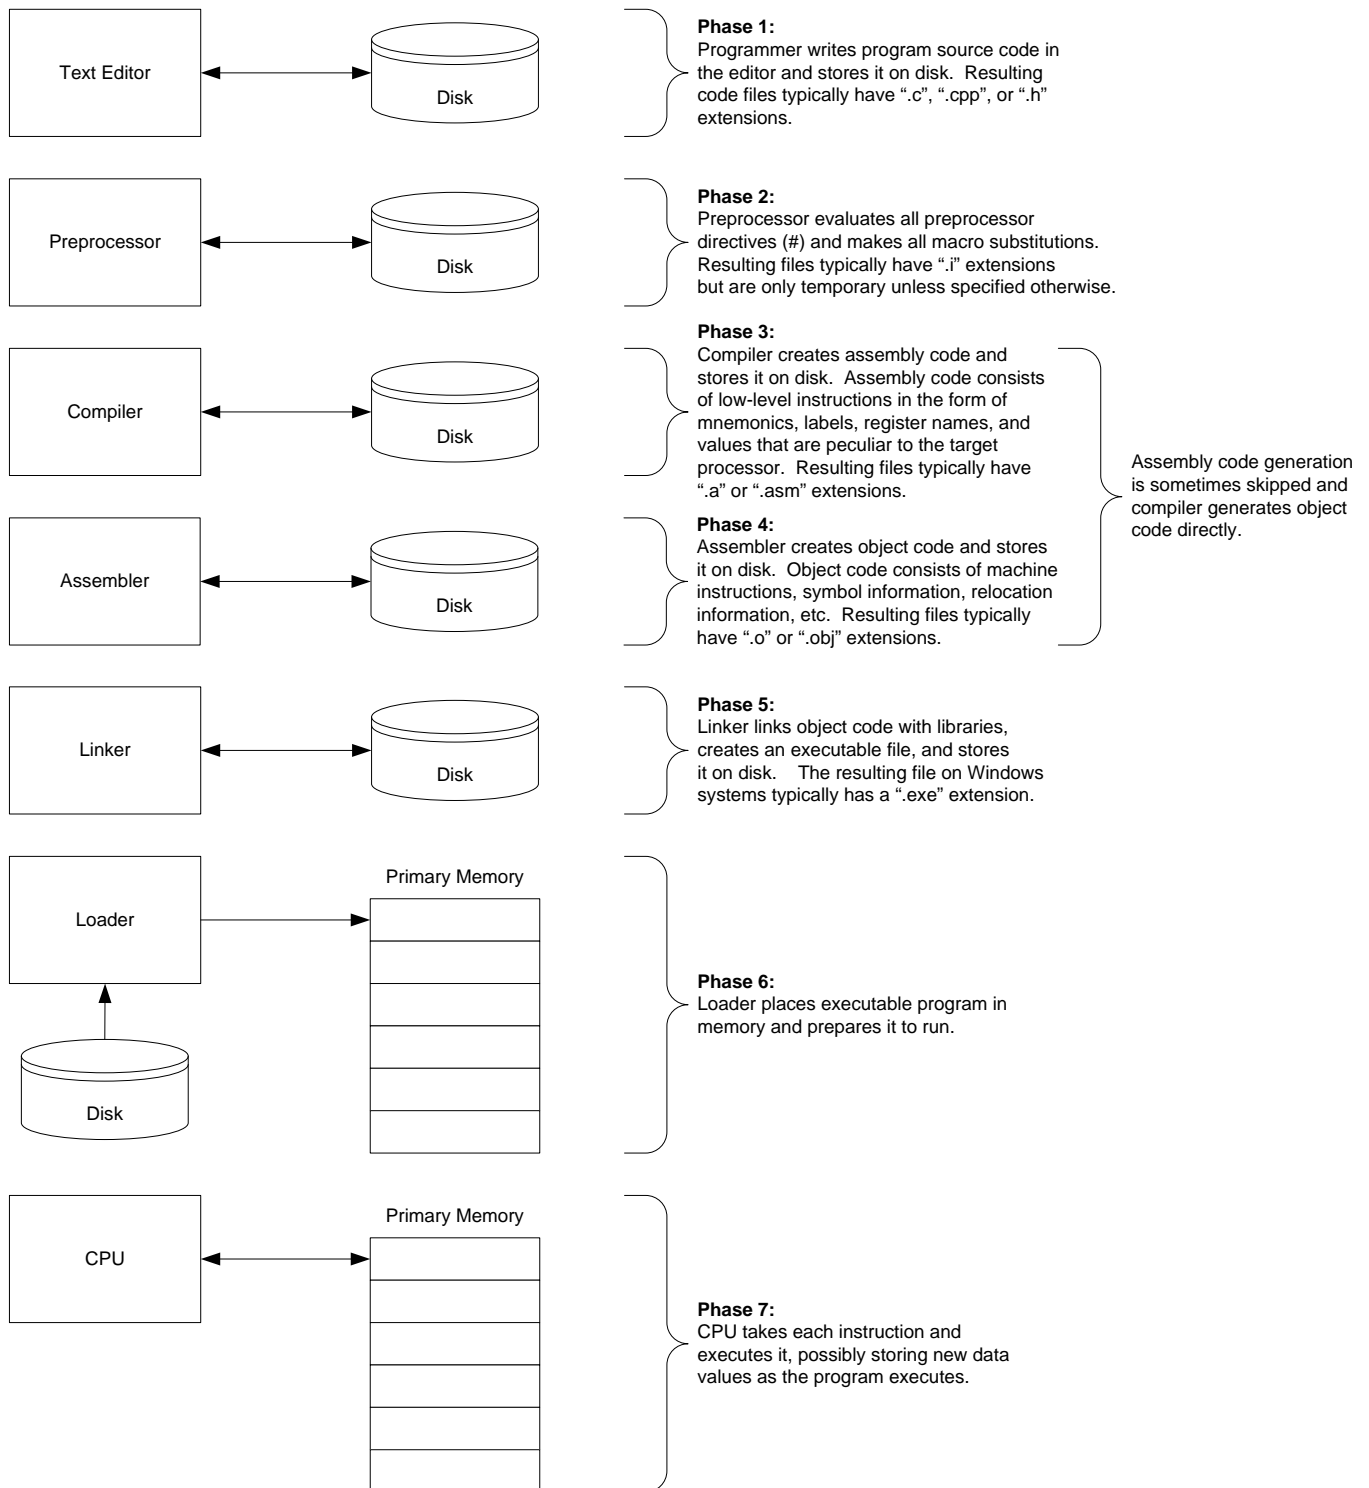 Text Editor
Disk
Phase 1:
Programmer writes program source code in
the editor and stores it on disk.  Resulting
code files typically have “.c”, “.cpp”, or “.h”
extensions.
Preprocessor
Disk
Phase 2:
Preprocessor evaluates all preprocessor
directives (#) and makes all macro substitutions.
Resulting files typically have “.i” extensions
but are only temporary unless specified otherwise.
Compiler
Disk
Phase 3:
Compiler creates assembly code and
stores it on disk.  Assembly code consists
of low-level instructions in the form of
mnemonics, labels, register names, and
values that are peculiar to the target
processor.  Resulting files typically have
“.a” or “.asm” extensions.
Assembly code generation
is sometimes skipped and
compiler generates object
code directly.
Assembler
Disk
Phase 4:
Assembler creates object code and stores
it on disk.  Object code consists of machine
instructions, symbol information, relocation
information, etc.  Resulting files typically
have “.o” or “.obj” extensions.
Linker
Disk
Phase 5:
Linker links object code with libraries,
creates an executable file, and stores
it on disk.    The resulting file on Windows
systems typically has a “.exe” extension.
Loader
Disk
Primary Memory
Phase 6:
Loader places executable program in
memory and prepares it to run.
CPU
Primary Memory
Phase 7:
CPU takes each instruction and
executes it, possibly storing new data
values as the program executes.